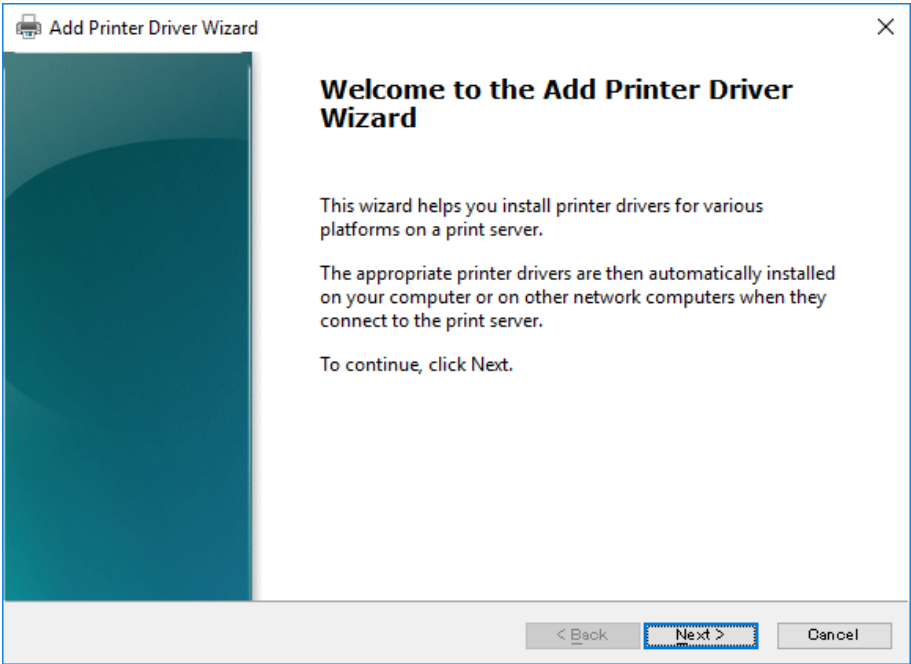 Add Printer Driver Wizard
Welcome to the Add Printer Driver
Wizard
This wizard helps you install printer drivers for various
platforms on a print server.
The appropriate printer drivers are then automatically installed
on your computer or on other network computers when they
connect to the print server.
To continue, click Next.
< Back
Next >
Cancel